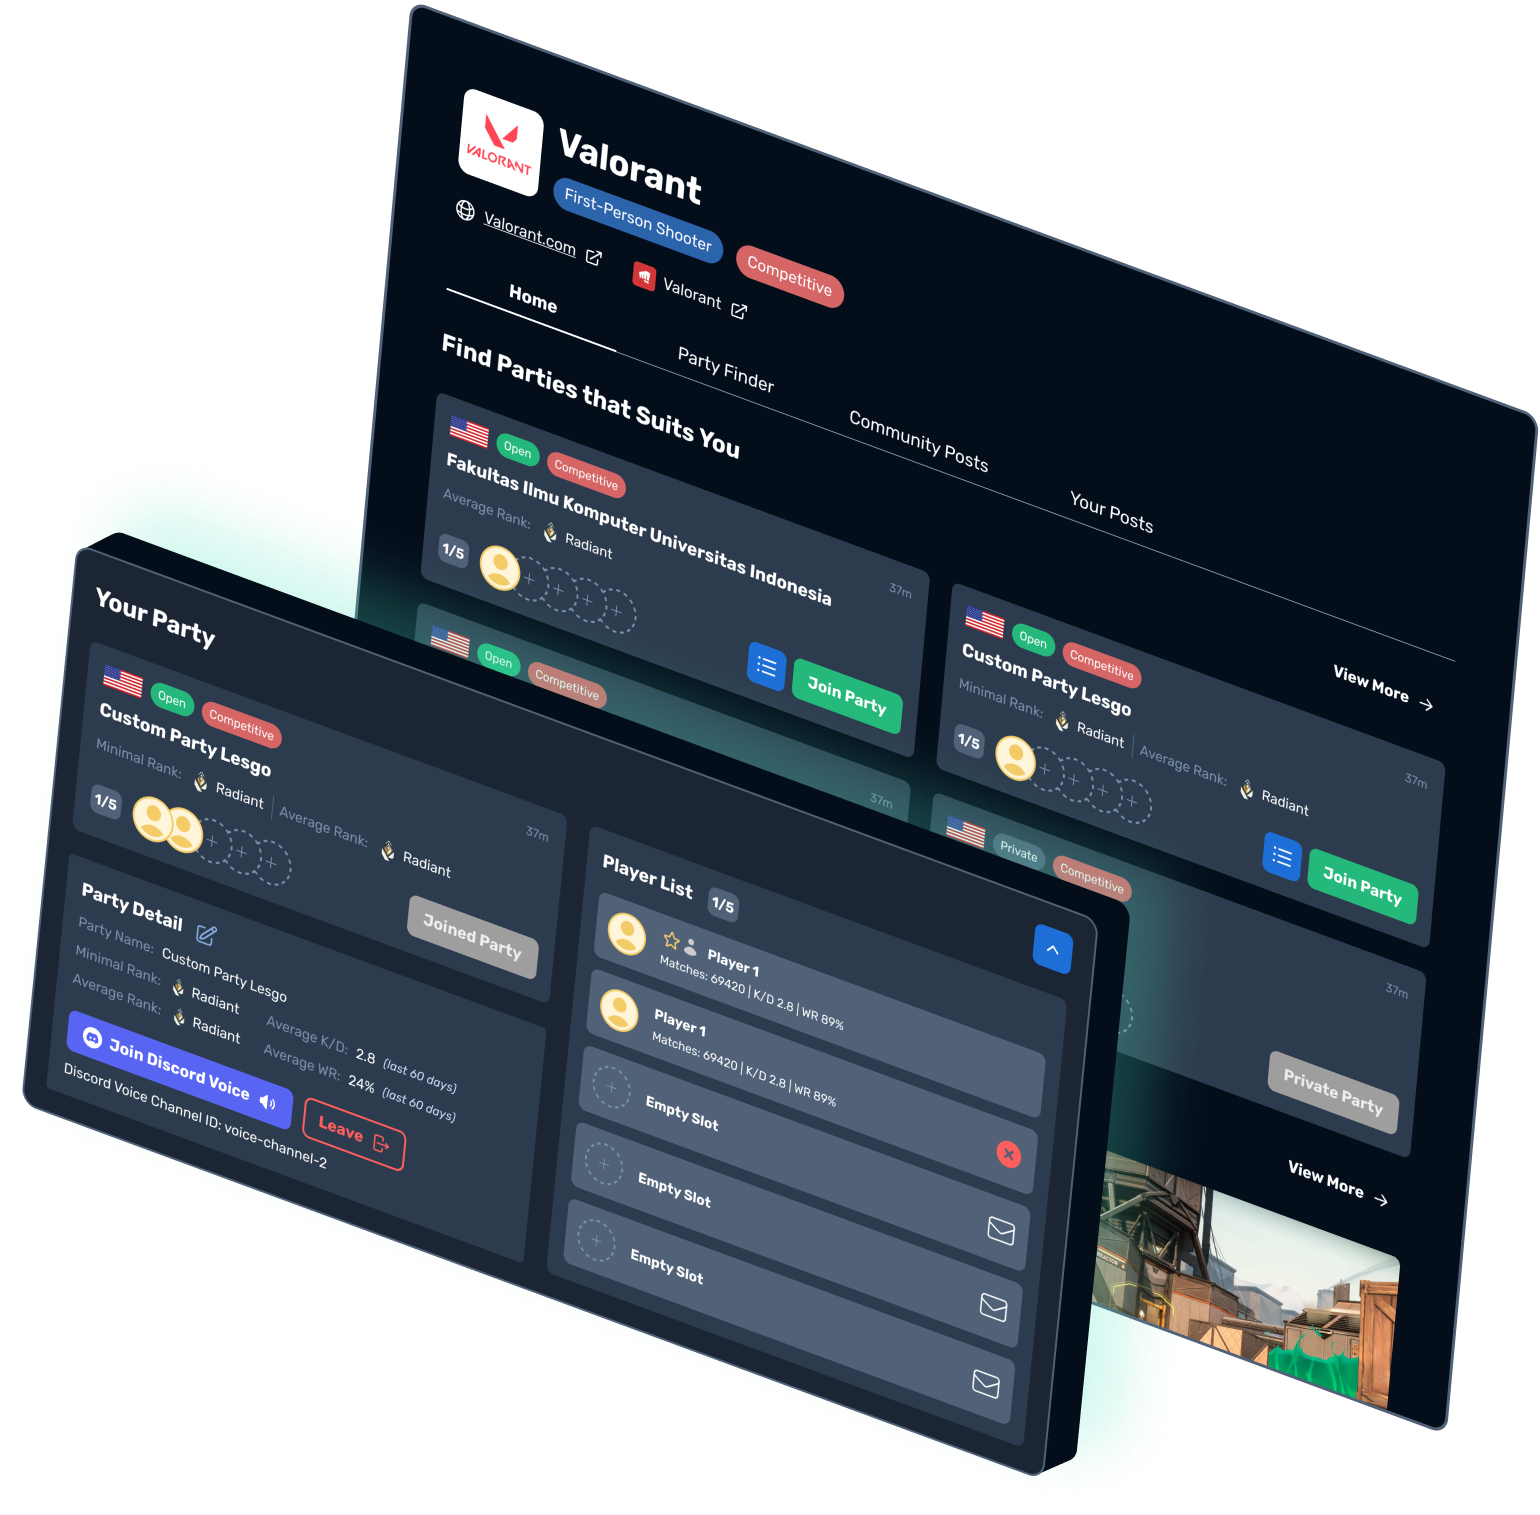 VALORANT
Valorant
First-Person Shooter
Competitive
Valorant.com
Valorant
Home
Party Finder
Community Posts
Your Posts
Find Parties that Suits You
View More
Open
Competitive
Fakultas Ilmu Komputer Universitas Indonesia
37m
Average Rank:
Radiant
1/5
Join Party
Open
Competitive
Custom Party Lesgo
37m
Minimal Rank:
Radiant
Average Rank:
Radiant
1/5
Join Party
Open
Competitive
37m
Private
Competitive
37m
Private Party
View More
Your Party
Open
Competitive
Custom Party Lesgo
37m
Minimal Rank:
Radiant
Average Rank:
Radiant
1/5
Joined Party
Party Detail
Party Name: Custom Party Lesgo
Minimal Rank: Radiant
Average Rank: Radiant
Average K/D: 2.8 (last 60 days)
Average WR: 24% (last 60 days)
Join Discord Voice
Leave
Discord Voice Channel ID: voice-channel-2
Player List
1/5
Player 1
Matches: 69420 | K/D 2.8 | WR 89%
Player 1
Matches: 69420 | K/D 2.8 | WR 89%
Empty Slot
Empty Slot
Empty Slot